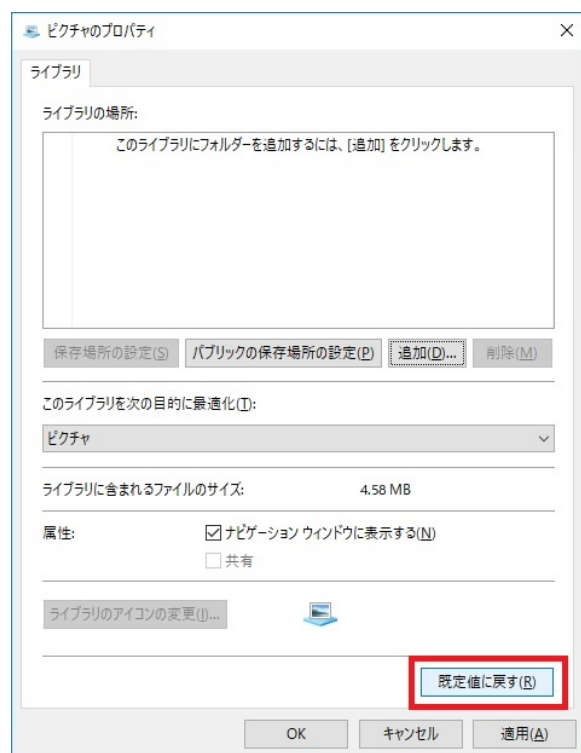 ピクチャのプロパティ
ライブラリ
ライブラリの場所:
このライブラリにフォルダーを追加するには、[追加] をクリックします。
保存場所の設定(S) パブリックの保存場所の設定(P) 追加(D)... 削除(M)
このライブラリを次の目的に最適化(T):
ピクチャ
ライブラリに含まれるファイルのサイズ: 4.58 MB
属性: ナビゲーション ウィンドウに表示する(N)
共有
ライブラリのアイコンの変更(I)...
既定値に戻す(R)
OK キャンセル 適用(A)